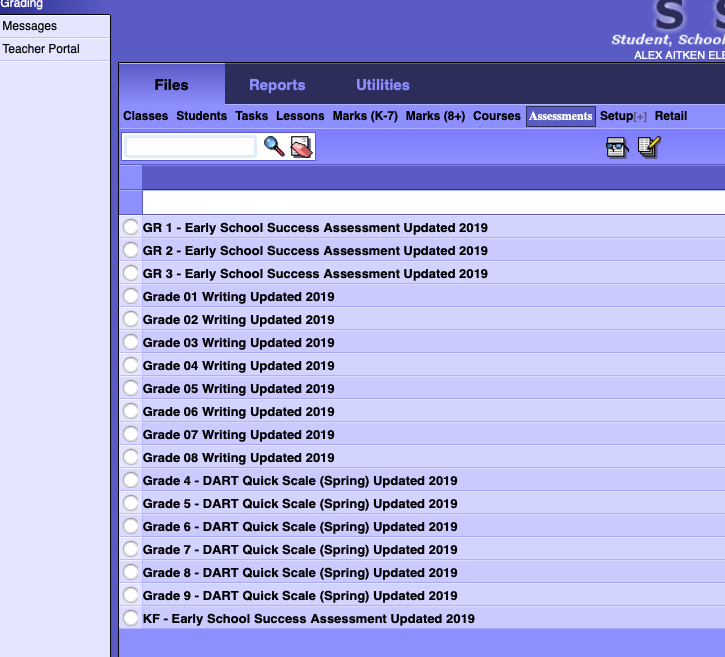 Grading
Messages
Teacher Portal
S S
Student, School
ALEX AITKEN ELE
Files Reports Utilities
Classes Students Tasks Lessons Marks (K-7) Marks (8+) Courses Assessments Setup[+] Retail
GR 1 - Early School Success Assessment Updated 2019
GR 2 - Early School Success Assessment Updated 2019
GR 3 - Early School Success Assessment Updated 2019
Grade 01 Writing Updated 2019
Grade 02 Writing Updated 2019
Grade 03 Writing Updated 2019
Grade 04 Writing Updated 2019
Grade 05 Writing Updated 2019
Grade 06 Writing Updated 2019
Grade 07 Writing Updated 2019
Grade 08 Writing Updated 2019
Grade 4 - DART Quick Scale (Spring) Updated 2019
Grade 5 - DART Quick Scale (Spring) Updated 2019
Grade 6 - DART Quick Scale (Spring) Updated 2019
Grade 7 - DART Quick Scale (Spring) Updated 2019
Grade 8 - DART Quick Scale (Spring) Updated 2019
Grade 9 - DART Quick Scale (Spring) Updated 2019
KF - Early School Success Assessment Updated 2019